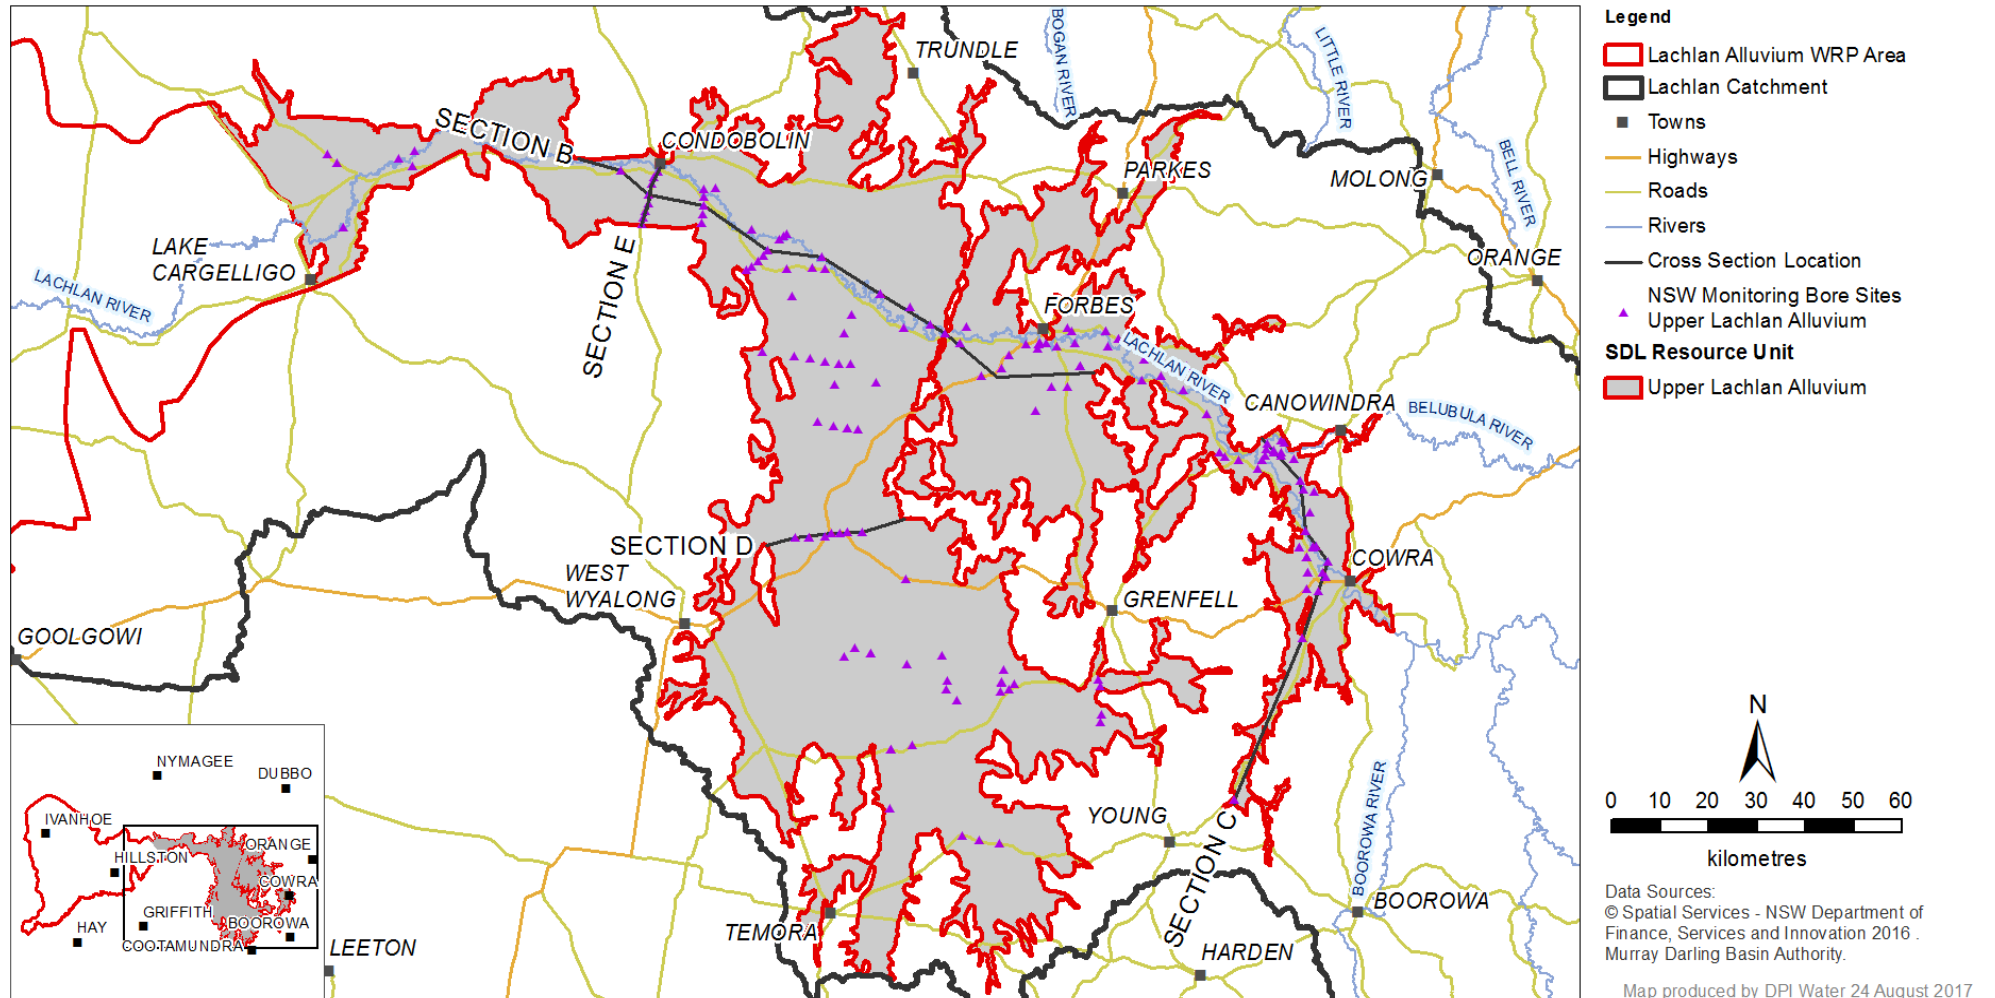 TRUNDLE
BOGAN RIVER
LITTLE RIVER
SECTION B
CONDOBOLIN
PARKES
MOLONG
BELL RIVER
LAKE
CARGELLIGO
ORANGE
LACHLAN RIVER
SECTION E
FORBES
LACHLAN RIVER
CANOWINDRA
BELUBULA RIVER
SECTION D
WEST
WYALONG
COWRA
GRENFELL
GOOLGOWI
YOUNG
SECTION C
BOOROWA RIVER
BOOROWA
TEMORA
HARDEN
LEETON
NYMAGEE
DUBBO
IVANHOE
ORANGE
HILLSTON
COWRA
GRIFFITH
BOOROWA
HAY
COOTAMUNDRA
Legend
Lachlan Alluvium WRP Area
Lachlan Catchment
Towns
Highways
Roads
Rivers
Cross Section Location
NSW Monitoring Bore Sites
Upper Lachlan Alluvium
SDL Resource Unit
Upper Lachlan Alluvium
N
0 10 20 30 40 50 60
kilometres
Data Sources:
© Spatial Services - NSW Department of
Finance, Services and Innovation 2016 .
Murray Darling Basin Authority.
Map produced by DPI Water 24 August 2017